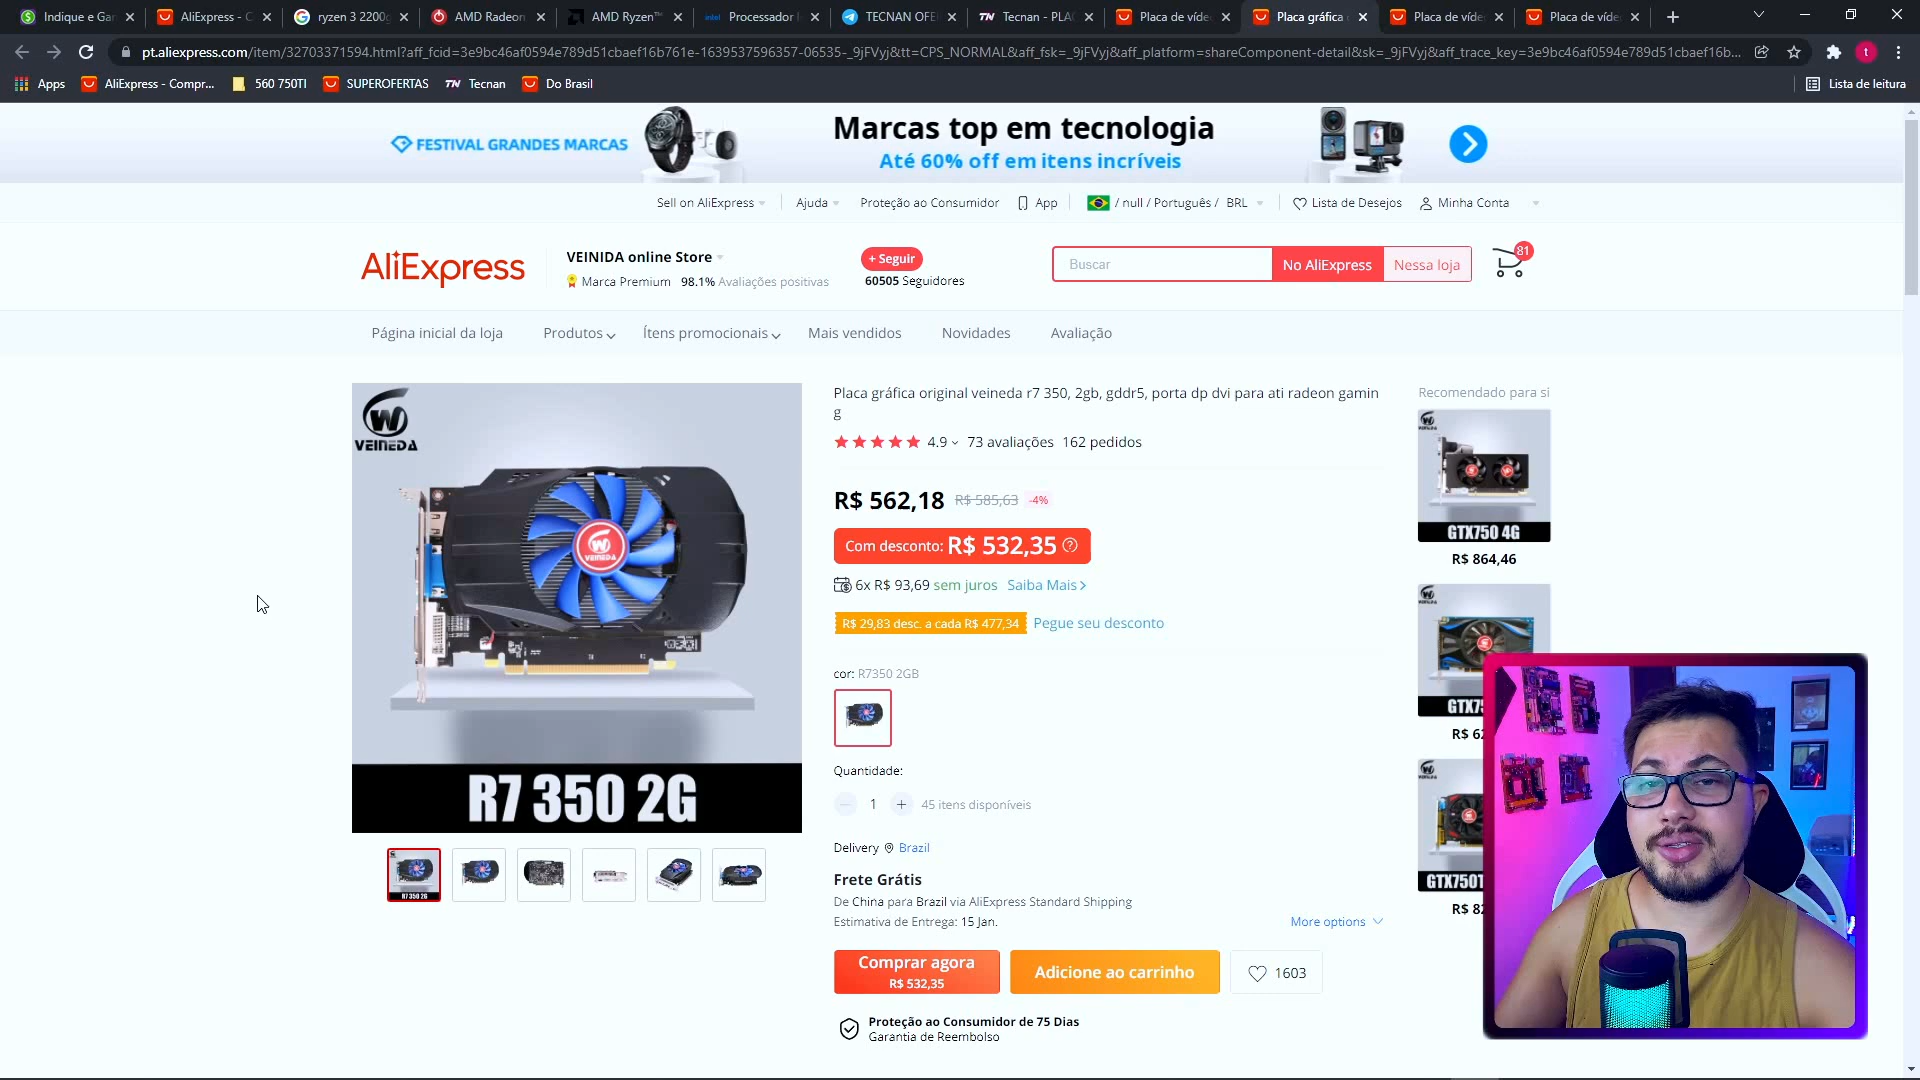 Indique e Gar
AliExpress - C
ryzen 3 2200g
AMD Radeon
AMD Ryzen™
intel Processador I
TECNAN OFE
TN Tecnan - PLA
Placa de víde
Placa gráfica
Placa de víde
Placa de víde
pt.aliexpress.com/item/32703371594.html?aff_fcid=3e9bc46af0594e789d51cbaef16b761e-1639537596357-06535-_9jFVyj&tt=CPS_NORMAL&aff_fsk=_9jFVyj&aff_platform=shareComponent-detail&sk=_9jFVyj&aff_trace_key=3e9bc46af0594e789d51cbaef16b...
t
Apps
AliExpress - Compr...
560 750TI
SUPEROFERTAS
TN Tecnan
Do Brasil
Lista de leitura
FESTIVAL GRANDES MARCAS
Marcas top em tecnologia
Até 60% off em itens incríveis
Sell on AliExpress
Ajuda
Proteção ao Consumidor
App
/ null / Português / BRL
Lista de Desejos
Minha Conta
AliExpress
VEINIDA online Store
Marca Premium 98.1% Avaliações positivas
+ Seguir
60505 Seguidores
Buscar
No AliExpress
Nessa loja
81
Página inicial da loja
Produtos
Ítens promocionais
Mais vendidos
Novidades
Avaliação
VEINEDA
VEINEDA
R7 350 2G
Placa gráfica original veineda r7 350, 2gb, gddr5, porta dp dvi para ati radeon gamin
g
4.9 73 avaliações 162 pedidos
R$ 562,18 R$ 585,63 -4%
Com desconto: R$ 532,35
6x R$ 93,69 sem juros Saiba Mais
R$ 29,83 desc. a cada R$ 477,34 Pegue seu desconto
cor: R7350 2GB
Quantidade:
1 45 itens disponíveis
Delivery Brazil
Frete Grátis
De China para Brazil via AliExpress Standard Shipping
Estimativa de Entrega: 15 Jan.
More options
Comprar agora
R$ 532,35
Adicione ao carrinho
1603
Proteção ao Consumidor de 75 Dias
Garantia de Reembolso
Recomendado para si
GTX750 4G
R$ 864,46
GTX7
R$ 62
GTX750T
R$ 82